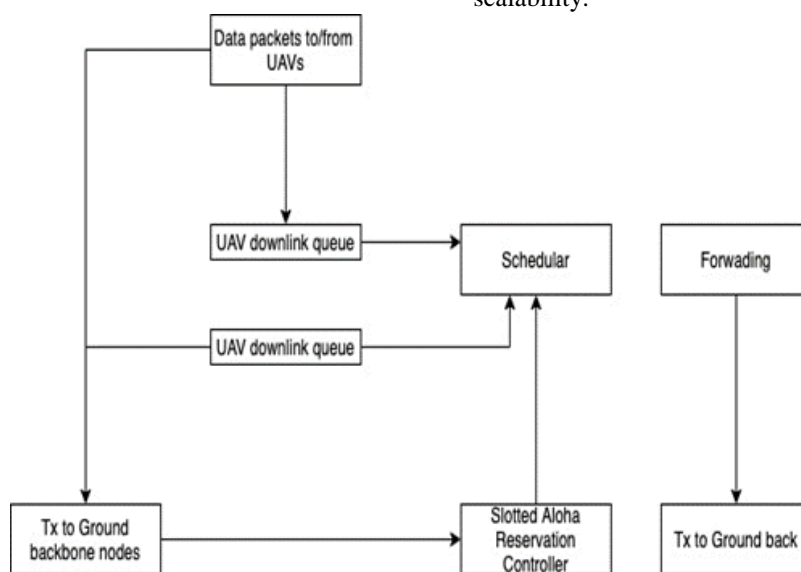 scalability.
Data packets to/from
UAVs
UAV downlink queue
Schedular
Forwading
UAV downlink queue
Tx to Ground
backbone nodes
Slotted Aloha
Reservation
Controller
Tx to Ground back